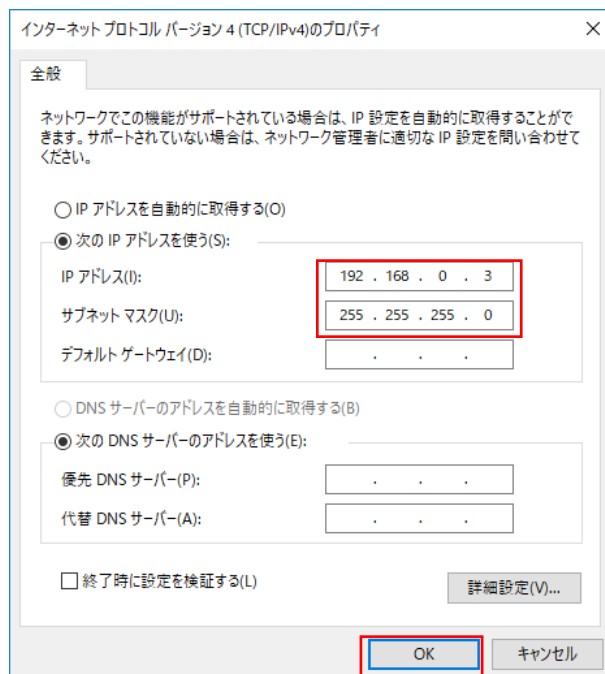 インターネット プロトコル バージョン 4 (TCP/IPv4)のプロパティ
全般
ネットワークでこの機能がサポートされている場合は、IP 設定を自動的に取得することがで
きます。サポートされていない場合は、ネットワーク管理者に適切な IP 設定を問い合わせて
ください。
IP アドレスを自動的に取得する(O)
次の IP アドレスを使う(S):
IP アドレス(I): 192 . 168 . 0 . 3
サブネット マスク(U): 255 . 255 . 255 . 0
デフォルト ゲートウェイ(D): . . .
DNS サーバーのアドレスを自動的に取得する(B)
次の DNS サーバーのアドレスを使う(E):
優先 DNS サーバー(P): . . .
代替 DNS サーバー(A): . . .
終了時に設定を検証する(L)
詳細設定(V)...
OK キャンセル